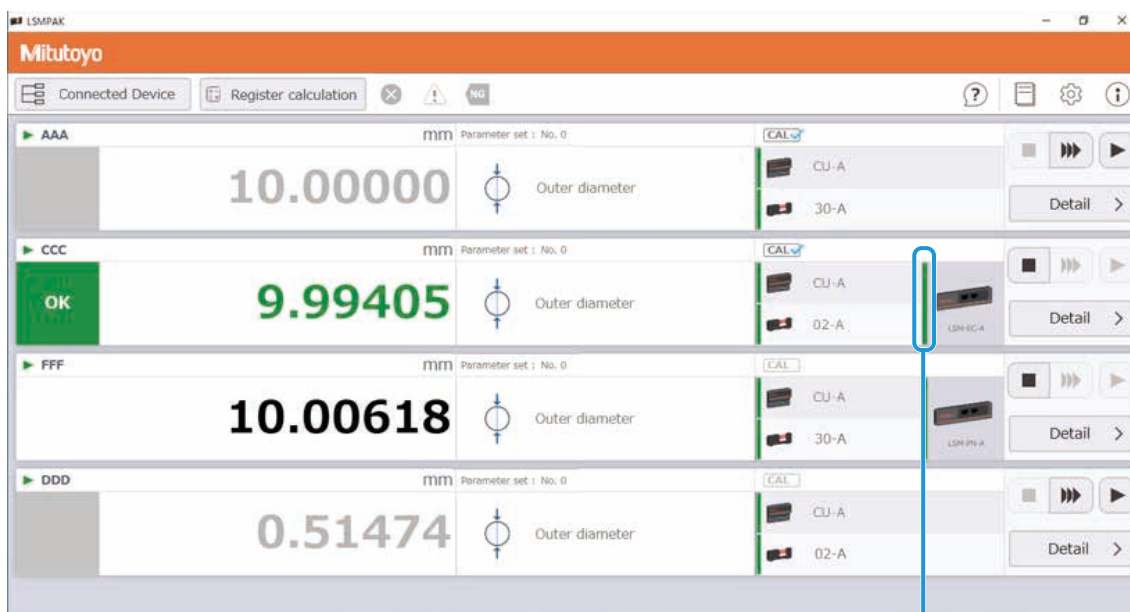 LSMPAK
Mitutoyo
Connected Device Register calculation NG ? i
AAA mm Parameter set : No. 0 CAL
10.00000 Outer diameter CU-A
30-A Detail >
CCC mm Parameter set : No. 0 CAL
OK 9.99405 Outer diameter CU-A
02-A LSM-EC-A Detail >
FFF mm Parameter set : No. 0 CAL
10.00618 Outer diameter CU-A
30-A LSM-PN-A Detail >
DDD mm Parameter set : No. 0 CAL
0.51474 Outer diameter CU-A
02-A Detail >